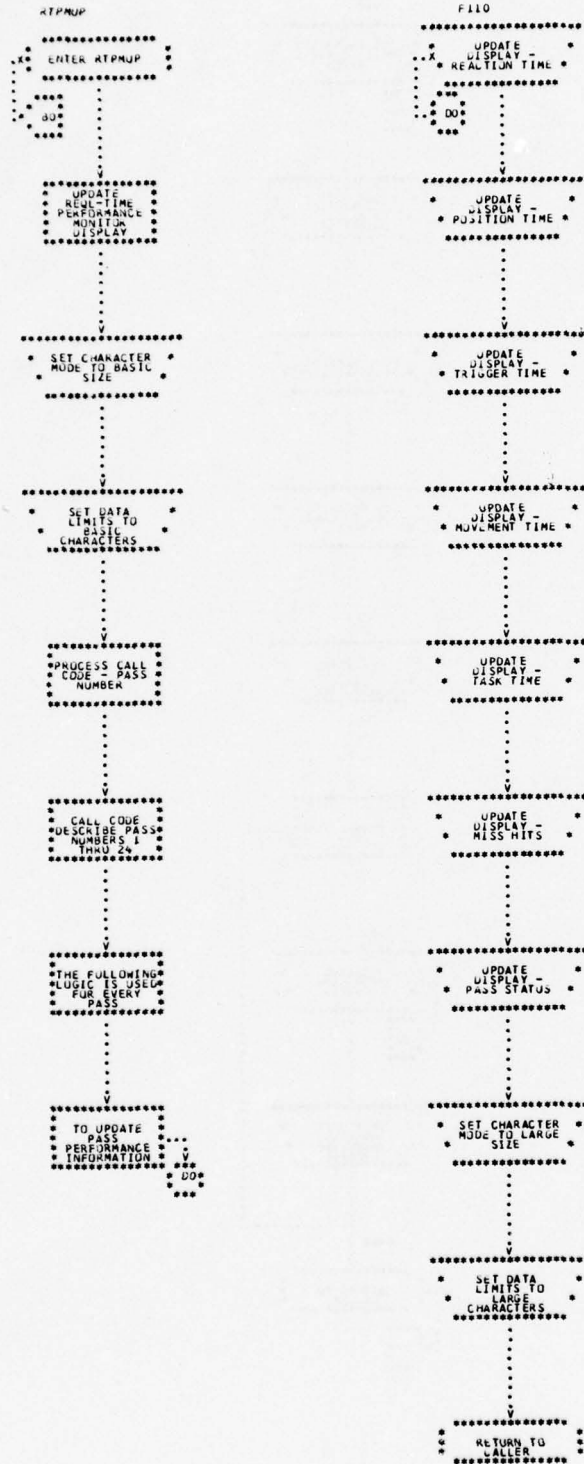 RTPMUP
ENTER RTPMUP
BO
UPDATE
REQL-TIME
PERFORMANCE
MONITOR
DISPLAY
SET CHARACTER
MODE TO BASIC
SIZE
SET DATA
LIMITS TO
BASIC
CHARACTERS
PROCESS CALL
CODE - PASS
NUMBER
CALL CODE
DESCRIBE PASS
NUMBERS 1
THRU 24
THE FOLLOWING
LOGIC IS USED
FOR EVERY
PASS
TO UPDATE
PASS
PERFORMANCE
INFORMATION
DO
F110
UPDATE
DISPLAY -
REACTION TIME
DO
UPDATE
DISPLAY -
POSITION TIME
UPDATE
DISPLAY -
TRIGGER TIME
UPDATE
DISPLAY -
MOVEMENT TIME
UPDATE
DISPLAY -
TASK TIME
UPDATE
DISPLAY -
MISS HITS
UPDATE
DISPLAY -
PASS STATUS
SET CHARACTER
MODE TO LARGE
SIZE
SET DATA
LIMITS TO
LARGE
CHARACTERS
RETURN TO
CALLER